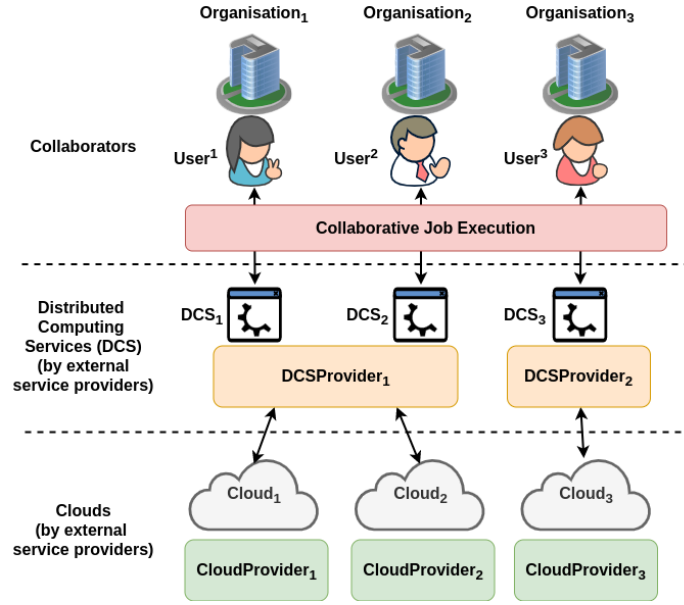 Organisation₁ Organisation₂ Organisation₃
Collaborators
User¹ User² User³
Collaborative Job Execution
Distributed
Computing
Services (DCS)
(by external
service providers)
DCS₁ DCS₂ DCS₃
DCSProvider₁ DCSProvider₂
Clouds
(by external
service providers)
Cloud₁ Cloud₂ Cloud₃
CloudProvider₁ CloudProvider₂ CloudProvider₃